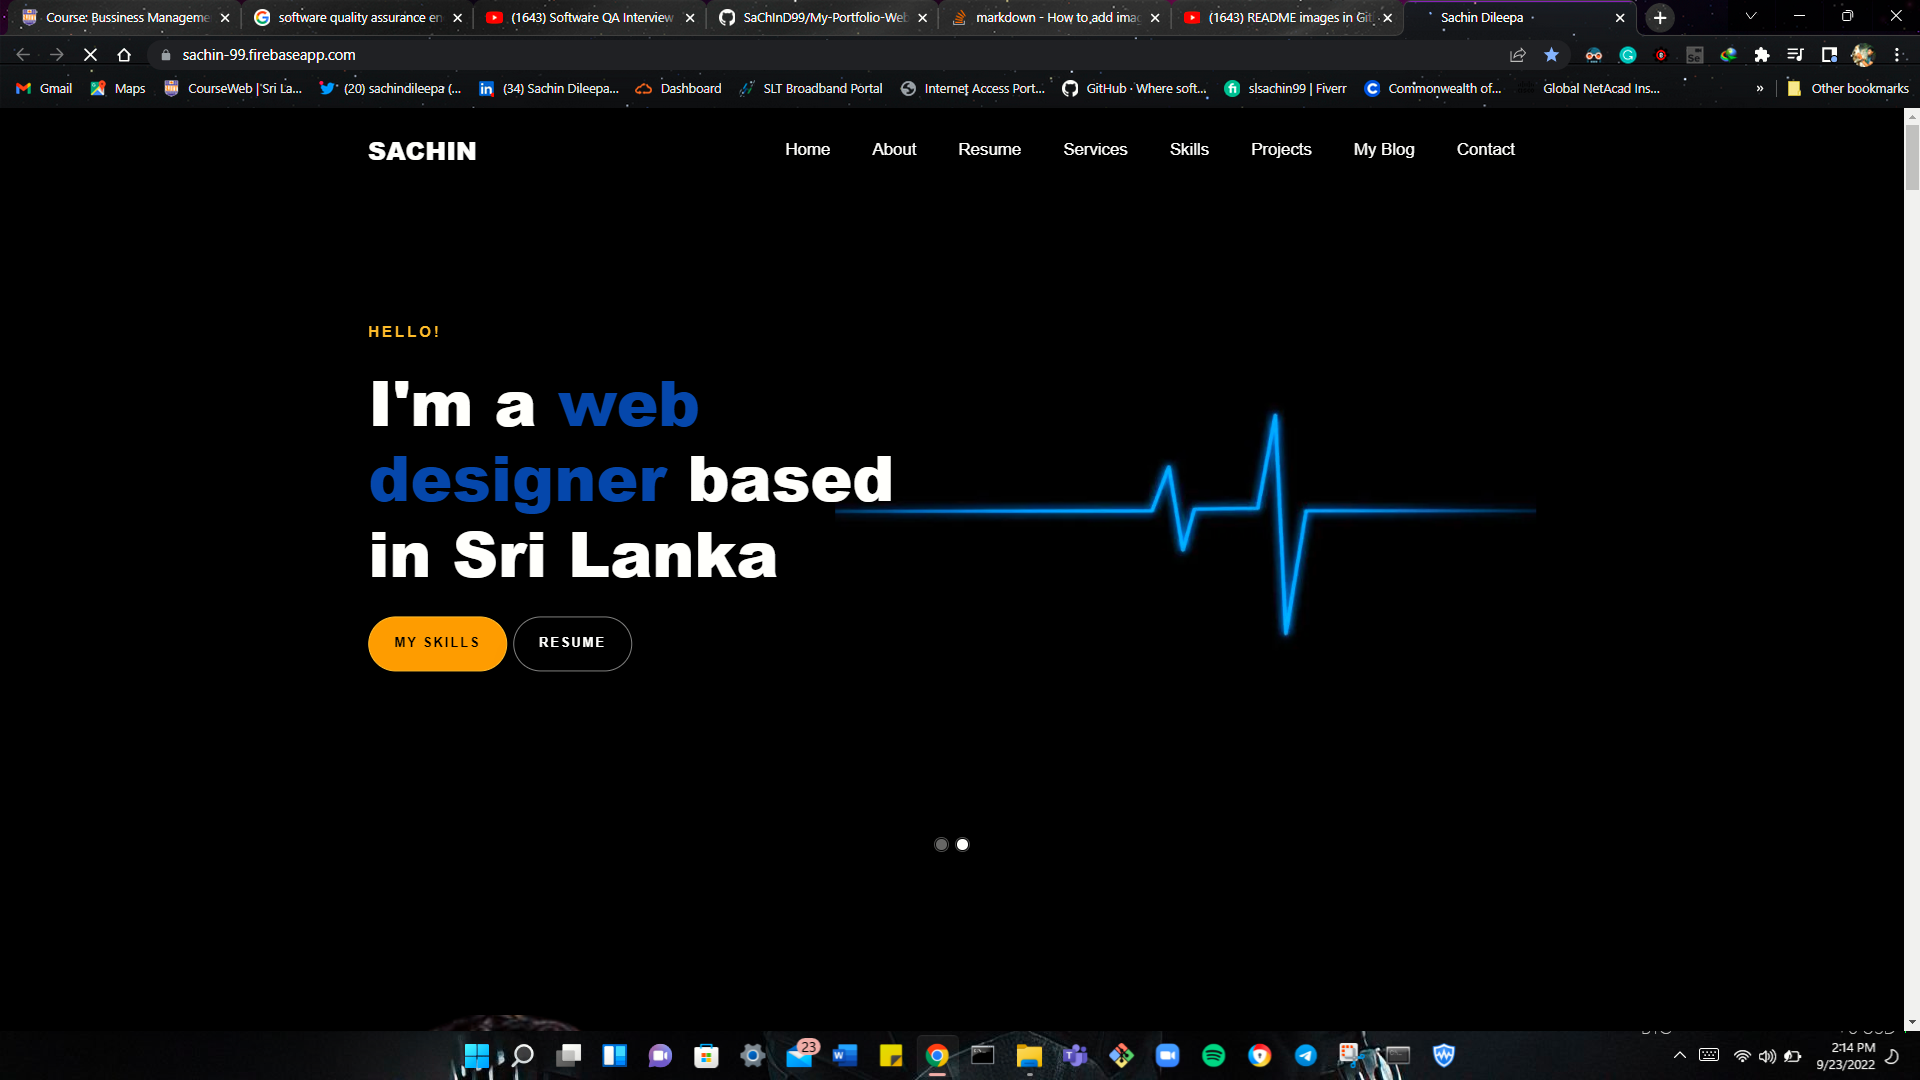 Course: Bussiness Manageme
software quality assurance en
(1643) Software QA Interview
SaChInD99/My-Portfolio-Web
markdown - How to add imag
(1643) README images in Git
Sachin Dileepa
sachin-99.firebaseapp.com
Gmail
Maps
CourseWeb | Sri La...
(20) sachindileepa (...
(34) Sachin Dileepa...
Dashboard
SLT Broadband Portal
Internet Access Port...
GitHub · Where soft...
slsachin99 | Fiverr
Commonwealth of...
Global NetAcad Ins...
»
Other bookmarks
SACHIN
Home
About
Resume
Services
Skills
Projects
My Blog
Contact
HELLO!
I'm a web
designer based
in Sri Lanka
MY SKILLS
RESUME
23
2:14 PM
9/23/2022